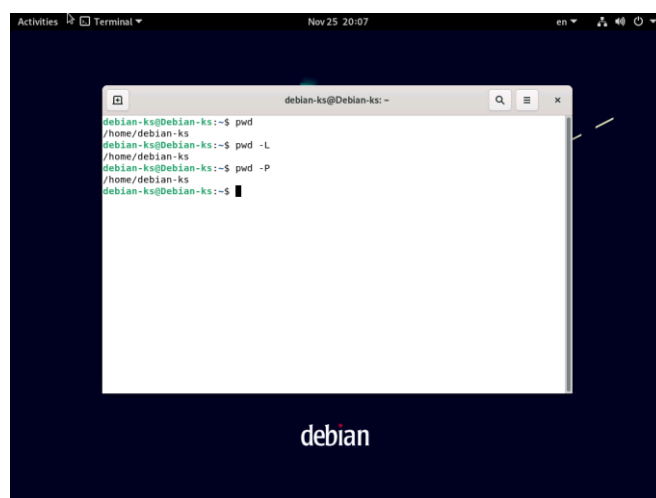 Activities Terminal Nov 25 20:07 en
debian-ks@Debian-ks: ~
debian-ks@Debian-ks:~$ pwd
/home/debian-ks
debian-ks@Debian-ks:~$ pwd -L
/home/debian-ks
debian-ks@Debian-ks:~$ pwd -P
/home/debian-ks
debian-ks@Debian-ks:~$
debian